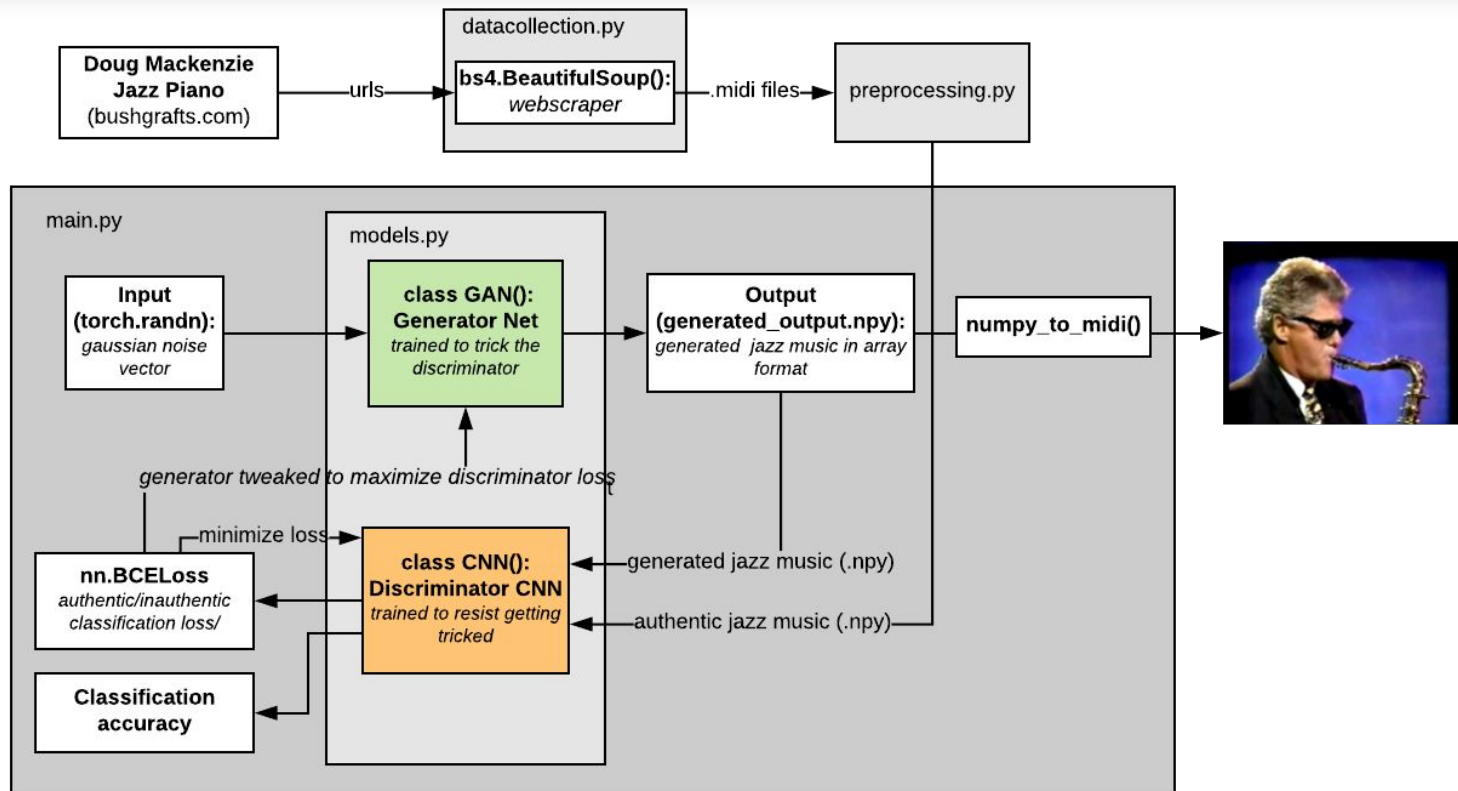 datacollection.py
Doug Mackenzie
Jazz Piano
(bushgrafts.com)
urls
bs4.BeautifulSoup():
webscraper
.midi files
preprocessing.py
main.py
models.py
Input
(torch.randn):
gaussian noise
vector
class GAN():
Generator Net
trained to trick the
discriminator
Output
(generated_output.npy):
generated jazz music in array
format
numpy_to_midi()
generator tweaked to maximize discriminator loss
t
minimize loss
nn.BCELoss
authentic/inauthentic
classification loss/
class CNN():
Discriminator CNN
trained to resist getting
tricked
generated jazz music (.npy)
authentic jazz music (.npy)
Classification
accuracy